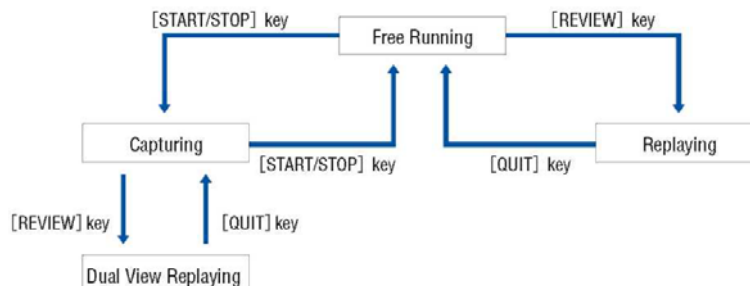 [START/STOP] key
Free Running
[REVIEW] key
Capturing
[START/STOP] key
[QUIT] key
Replaying
[REVIEW] key
[QUIT] key
Dual View Replaying